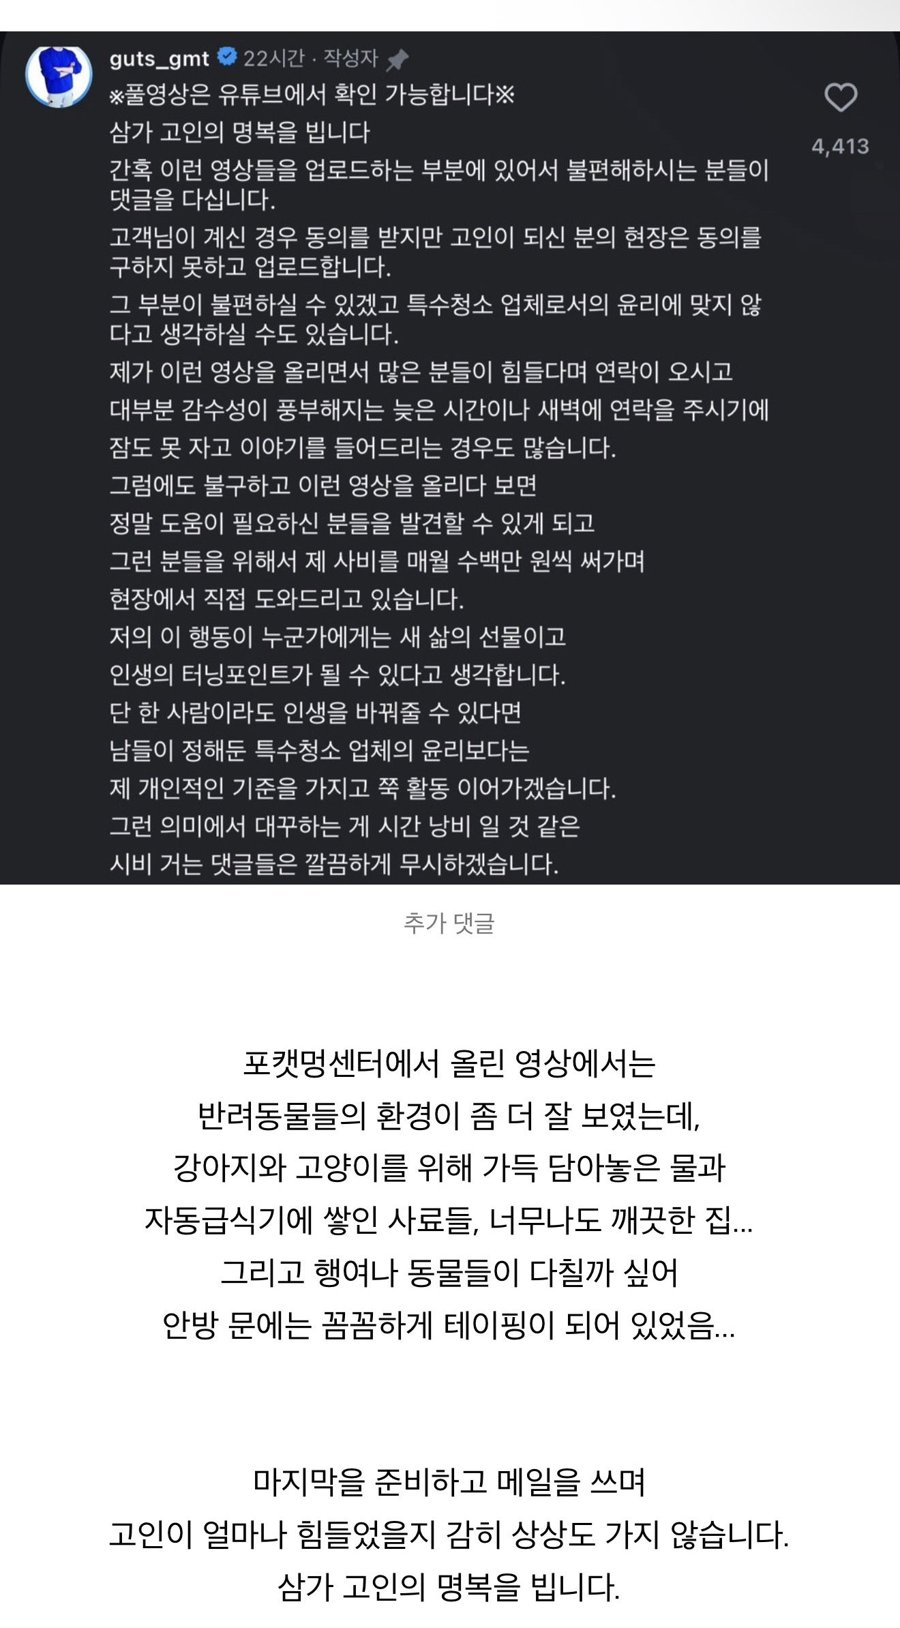 guts_gmt 22시간 · 작성자
※풀영상은 유튜브에서 확인 가능합니다※
삼가 고인의 명복을 빕니다
간혹 이런 영상들을 업로드하는 부분에 있어서 불편해하시는 분들이
댓글을 다십니다.
고객님이 계신 경우 동의를 받지만 고인이 되신 분의 현장은 동의를
구하지 못하고 업로드합니다.
그 부분이 불편하실 수 있겠고 특수청소 업체로서의 윤리에 맞지 않
다고 생각하실 수도 있습니다.
제가 이런 영상을 올리면서 많은 분들이 힘들다며 연락이 오시고
대부분 감수성이 풍부해지는 늦은 시간이나 새벽에 연락을 주시기에
잠도 못 자고 이야기를 들어드리는 경우도 많습니다.
그럼에도 불구하고 이런 영상을 올리다 보면
정말 도움이 필요하신 분들을 발견할 수 있게 되고
그런 분들을 위해서 제 사비를 매월 수백만 원씩 써가며
현장에서 직접 도와드리고 있습니다.
저의 이 행동이 누군가에게는 새 삶의 선물이고
인생의 터닝포인트가 될 수 있다고 생각합니다.
단 한 사람이라도 인생을 바꿔줄 수 있다면
남들이 정해둔 특수청소 업체의 윤리보다는
제 개인적인 기준을 가지고 쭉 활동 이어가겠습니다.
그런 의미에서 대꾸하는 게 시간 낭비 일 것 같은
시비 거는 댓글들은 깔끔하게 무시하겠습니다.
4,413
추가 댓글
포캣멍센터에서 올린 영상에서는
반려동물들의 환경이 좀 더 잘 보였는데,
강아지와 고양이를 위해 가득 담아놓은 물과
자동급식기에 쌓인 사료들, 너무나도 깨끗한 집...
그리고 행여나 동물들이 다칠까 싶어
안방 문에는 꼼꼼하게 테이핑이 되어 있었음...
마지막을 준비하고 메일을 쓰며
고인이 얼마나 힘들었을지 감히 상상도 가지 않습니다.
삼가 고인의 명복을 빕니다.